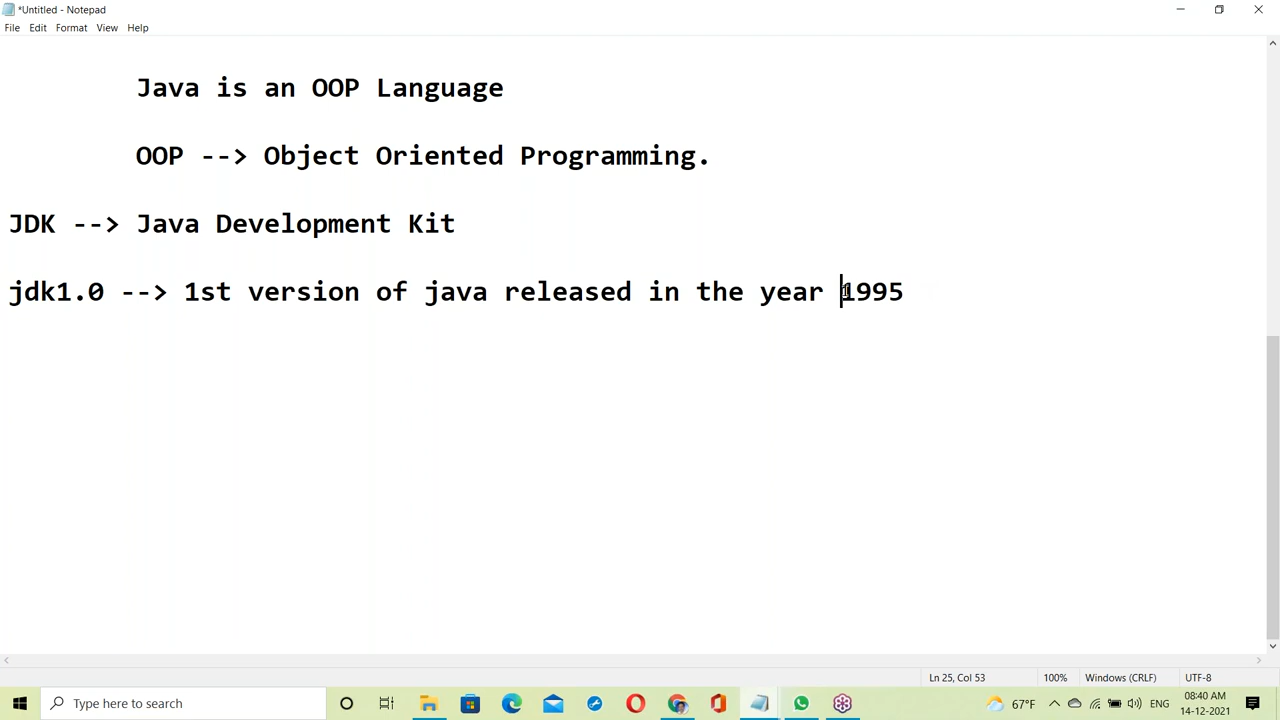 *Untitled - Notepad
File Edit Format View Help
Java is an OOP Language
OOP --> Object Oriented Programming.
JDK --> Java Development Kit
jdk1.0 --> 1st version of java released in the year 1995
Ln 25, Col 53 100% Windows (CRLF) UTF-8
Type here to search 67°F ENG 08:40 AM
14-12-2021